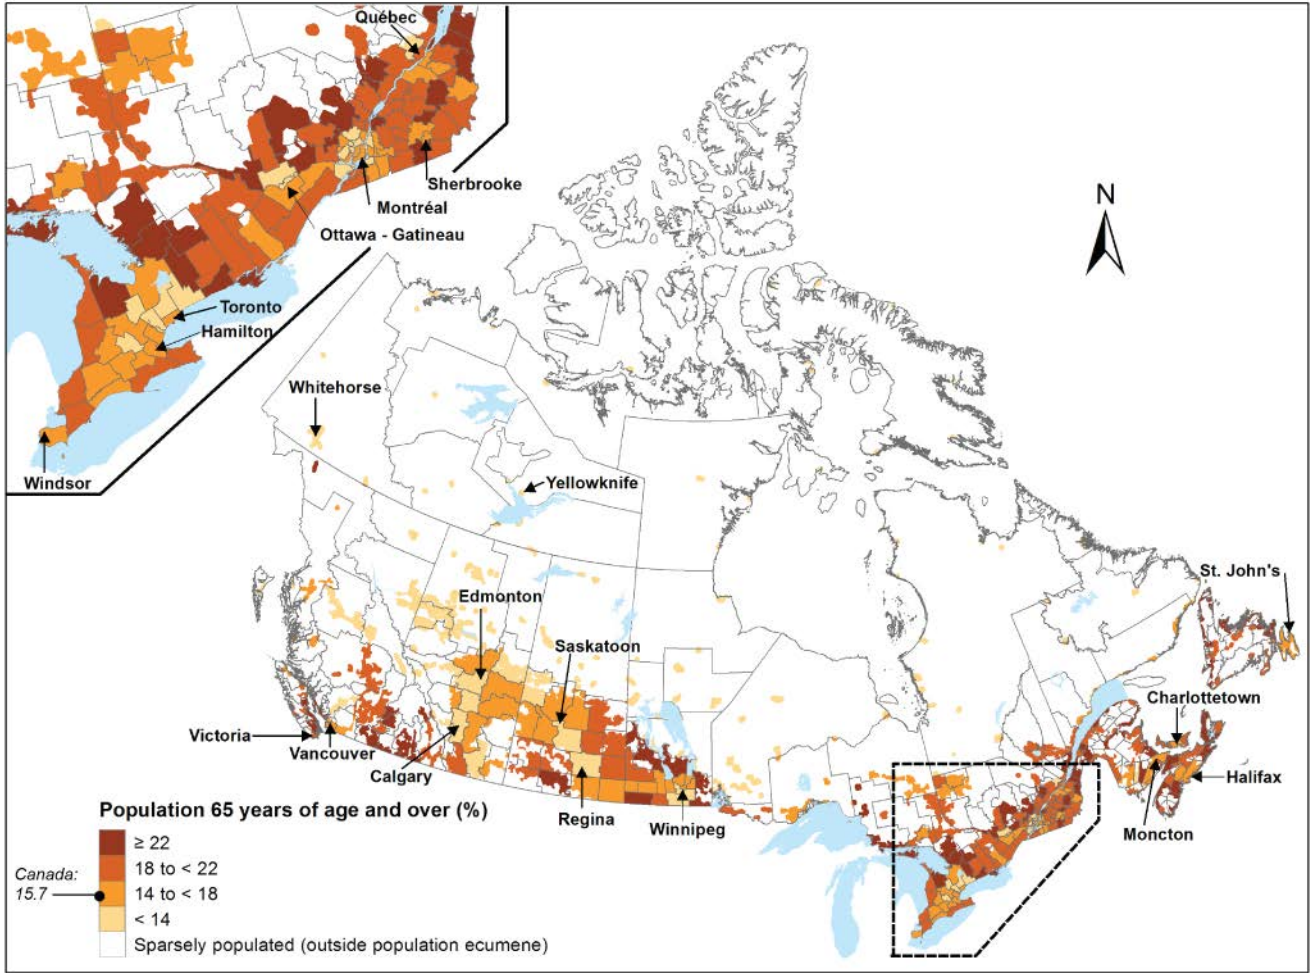 Québec
Sherbrooke
Montréal
Ottawa - Gatineau
Toronto
Hamilton
Windsor
N
Whitehorse
Yellowknife
St. John's
Edmonton
Saskatoon
Charlottetown
Victoria
Vancouver
Calgary
Halifax
Regina
Winnipeg
Moncton
Population 65 years of age and over (%)
≥ 22
18 to < 22
Canada:
15.7
14 to < 18
< 14
Sparsely populated (outside population ecumene)